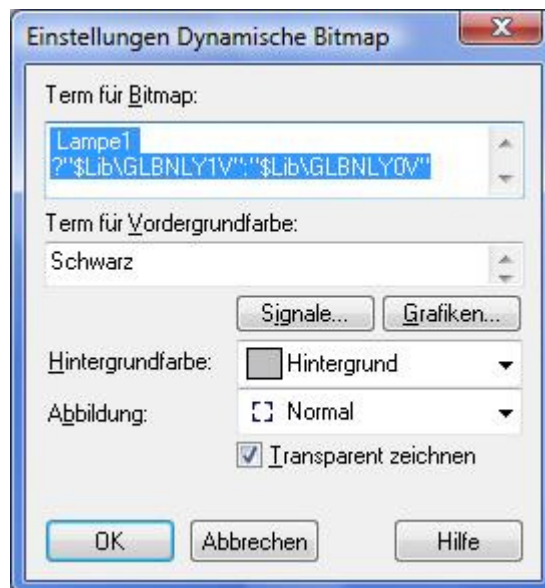 Einstellungen Dynamische Bitmap
Term für Bitmap:
Lampe1
?"$Lib\GLBNLY1V":"$Lib\GLBNLY0V"
Term für Vordergrundfarbe:
Schwarz
Signale... Grafiken...
Hintergrundfarbe: Hintergrund
Abbildung: Normal
Transparent zeichnen
OK Abbrechen Hilfe